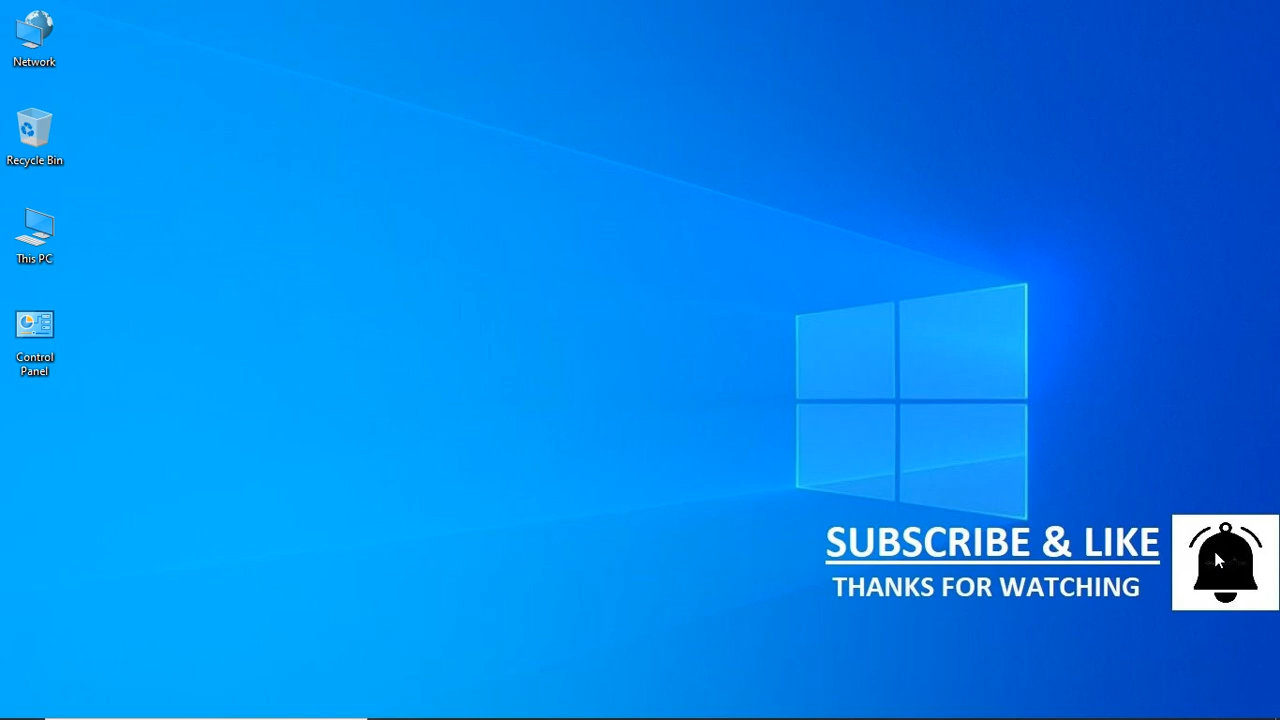 Network
Recycle Bin
This PC
Control
Panel
SUBSCRIBE & LIKE
THANKS FOR WATCHING